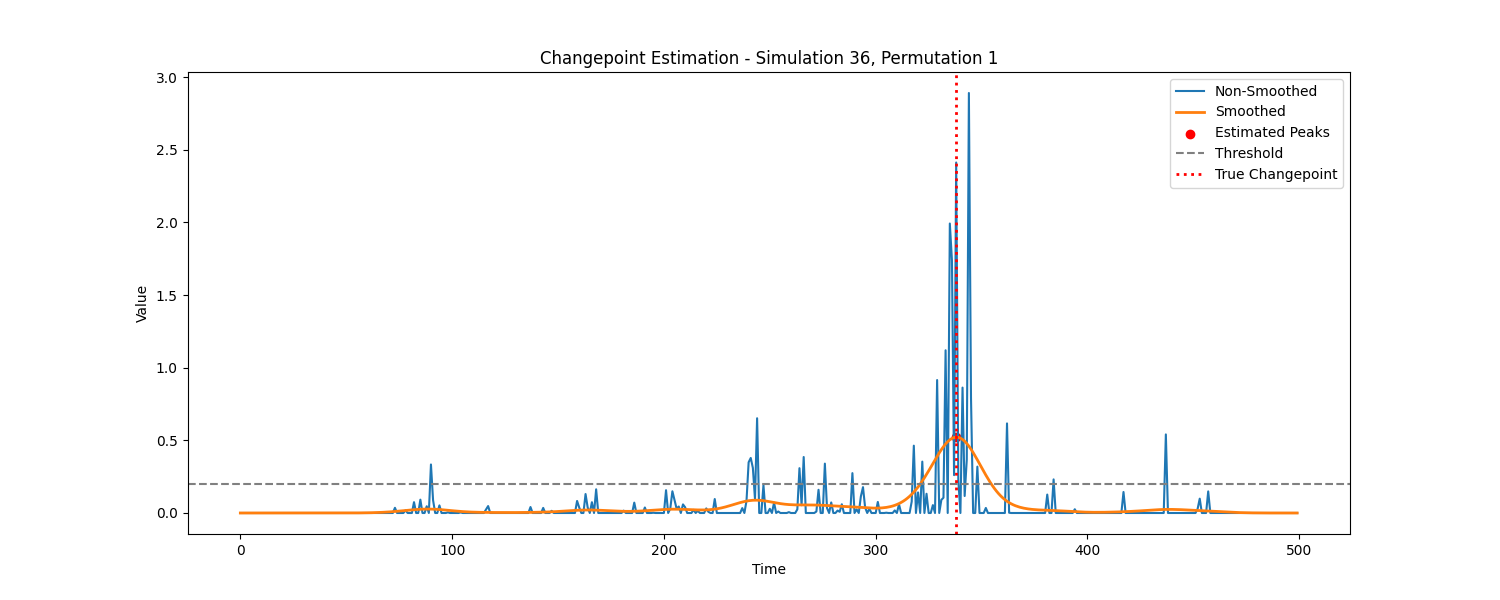 Changepoint Estimation - Simulation 36, Permutation 1
3.0
2.5
2.0
1.5
1.0
0.5
0.0
Value
Non-Smoothed
Smoothed
Estimated Peaks
Threshold
True Changepoint
0
100
200
300
400
500
Time